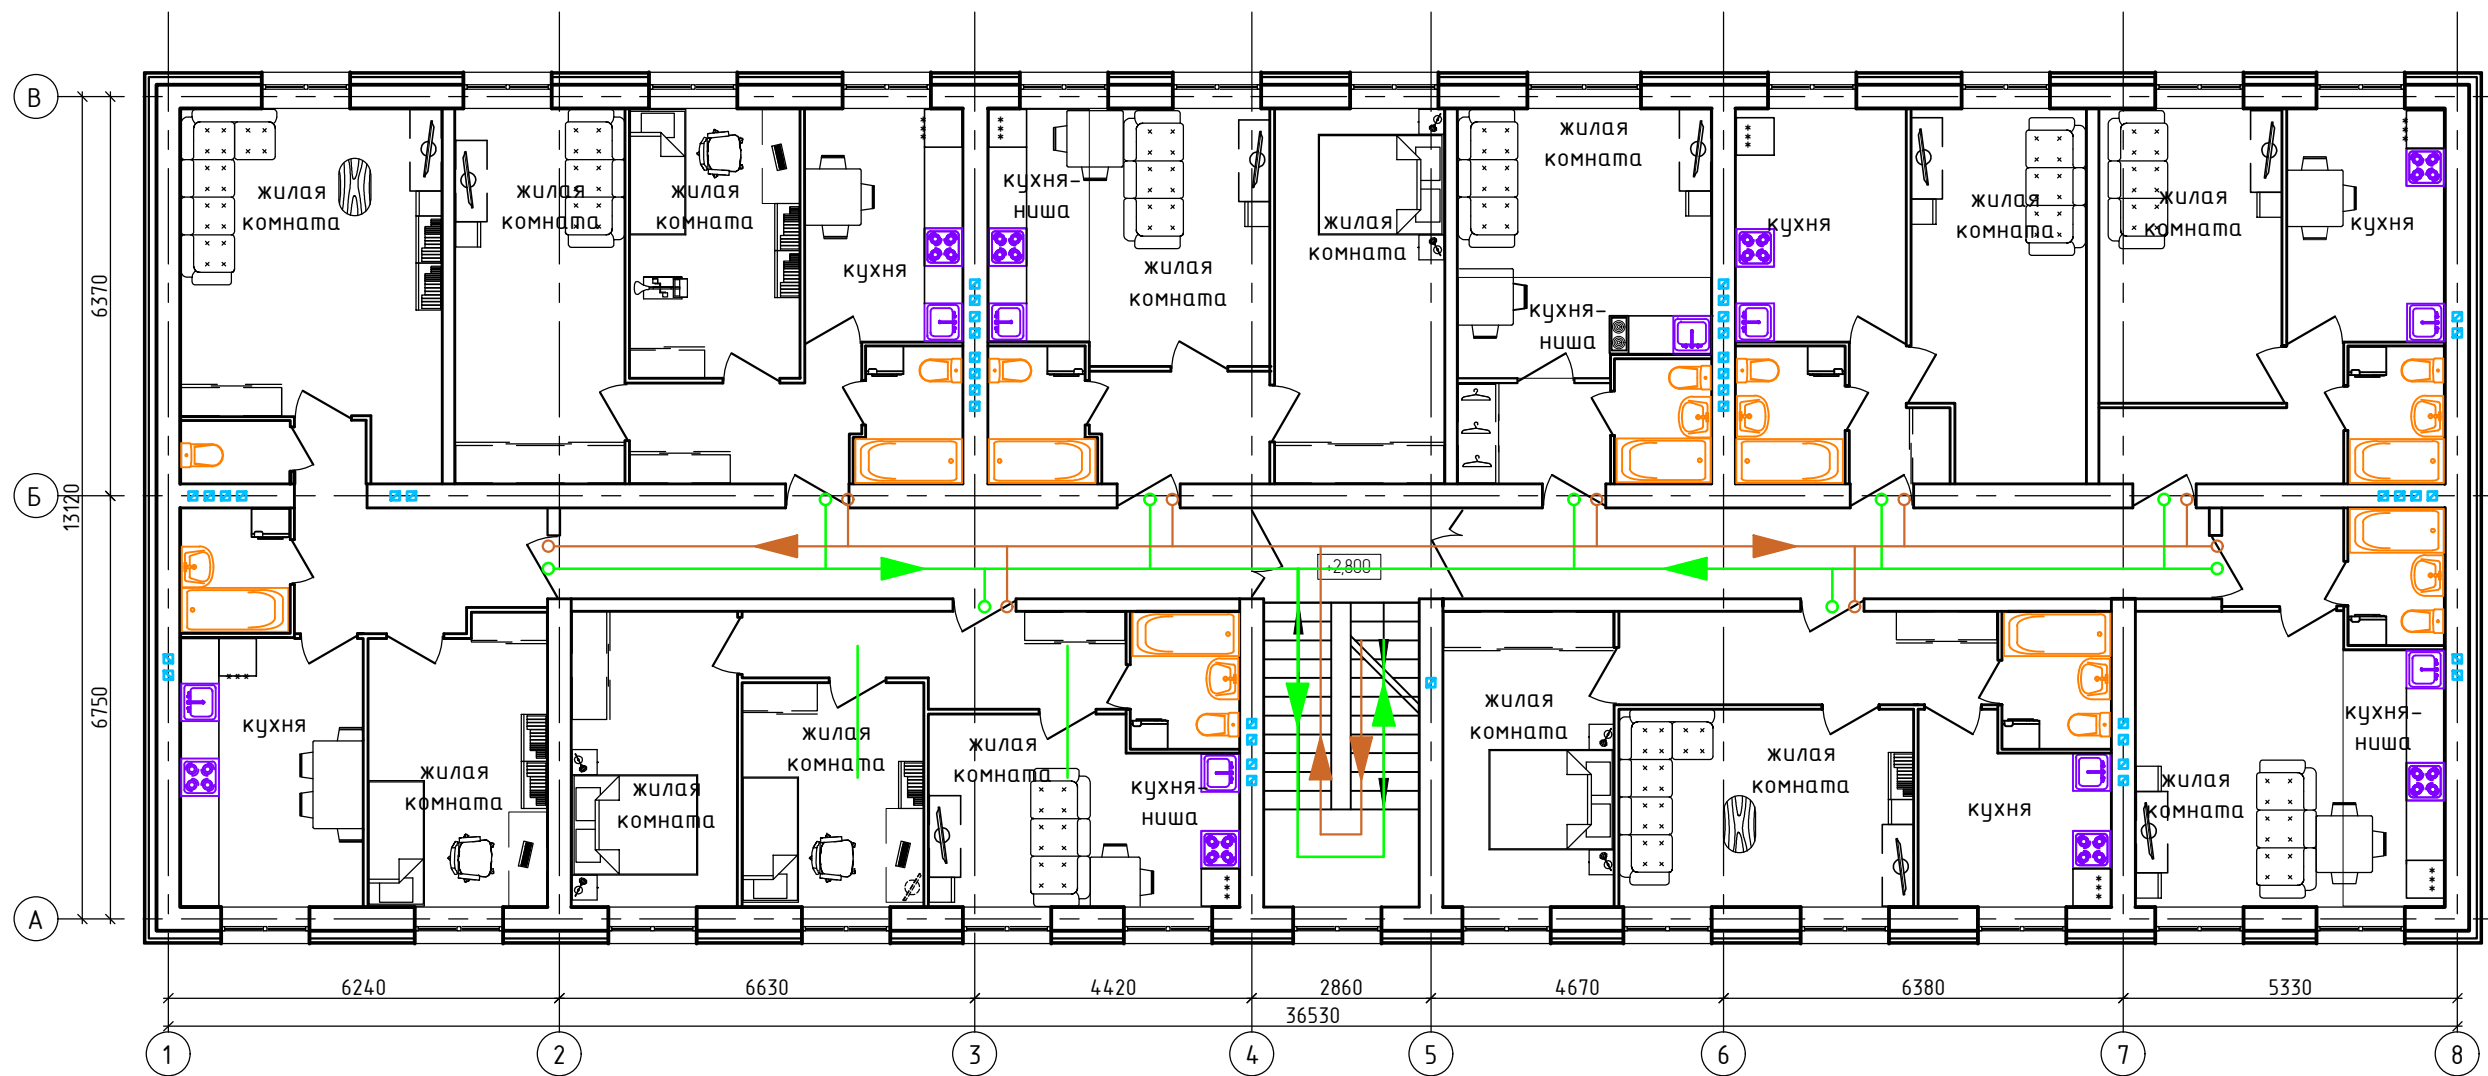 В
жилая
комната
жилая
комната
жилая
комната
кухня
кухня-
ниша
жилая
комната
жилая
комната
жилая
комната
кухня-
ниша
кухня
жилая
комната
жилая
комната
кухня
6370
Б
13120
+2,800
6750
кухня
жилая
комната
жилая
комната
жилая
комната
жилая
комната
кухня-
ниша
жилая
комната
жилая
комната
кухня
жилая
комната
кухня-
ниша
А
6240
6630
4420
2860
4670
6380
5330
36530
1
2
3
4
5
6
7
8